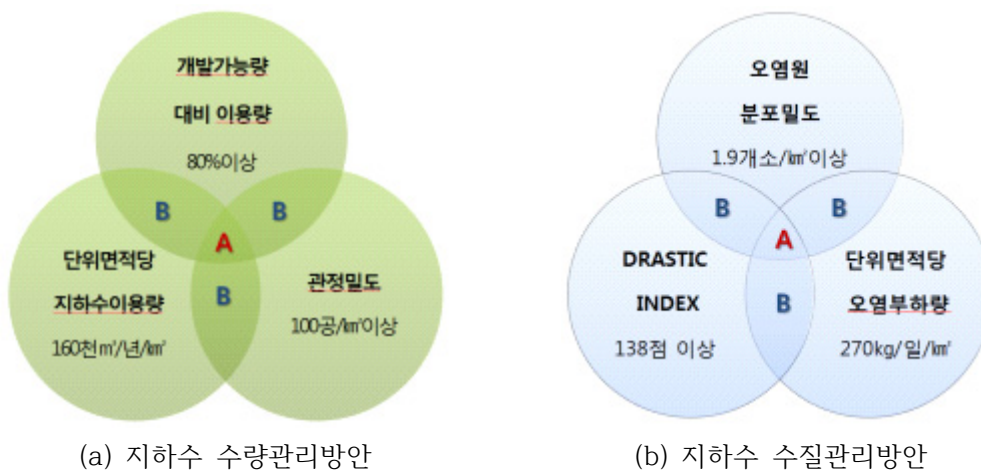 개발가능량
대비 이용량
80%이상
B
B
A
단위면적당
지하수이용량
160천㎥/년/㎢
B
관정밀도
100공/㎢이상
(a) 지하수 수량관리방안
오염원
분포밀도
1.9개소/㎢이상
B
B
A
DRASTIC
INDEX
138점 이상
B
단위면적당
오염부하량
270kg/일/㎢
(b) 지하수 수질관리방안